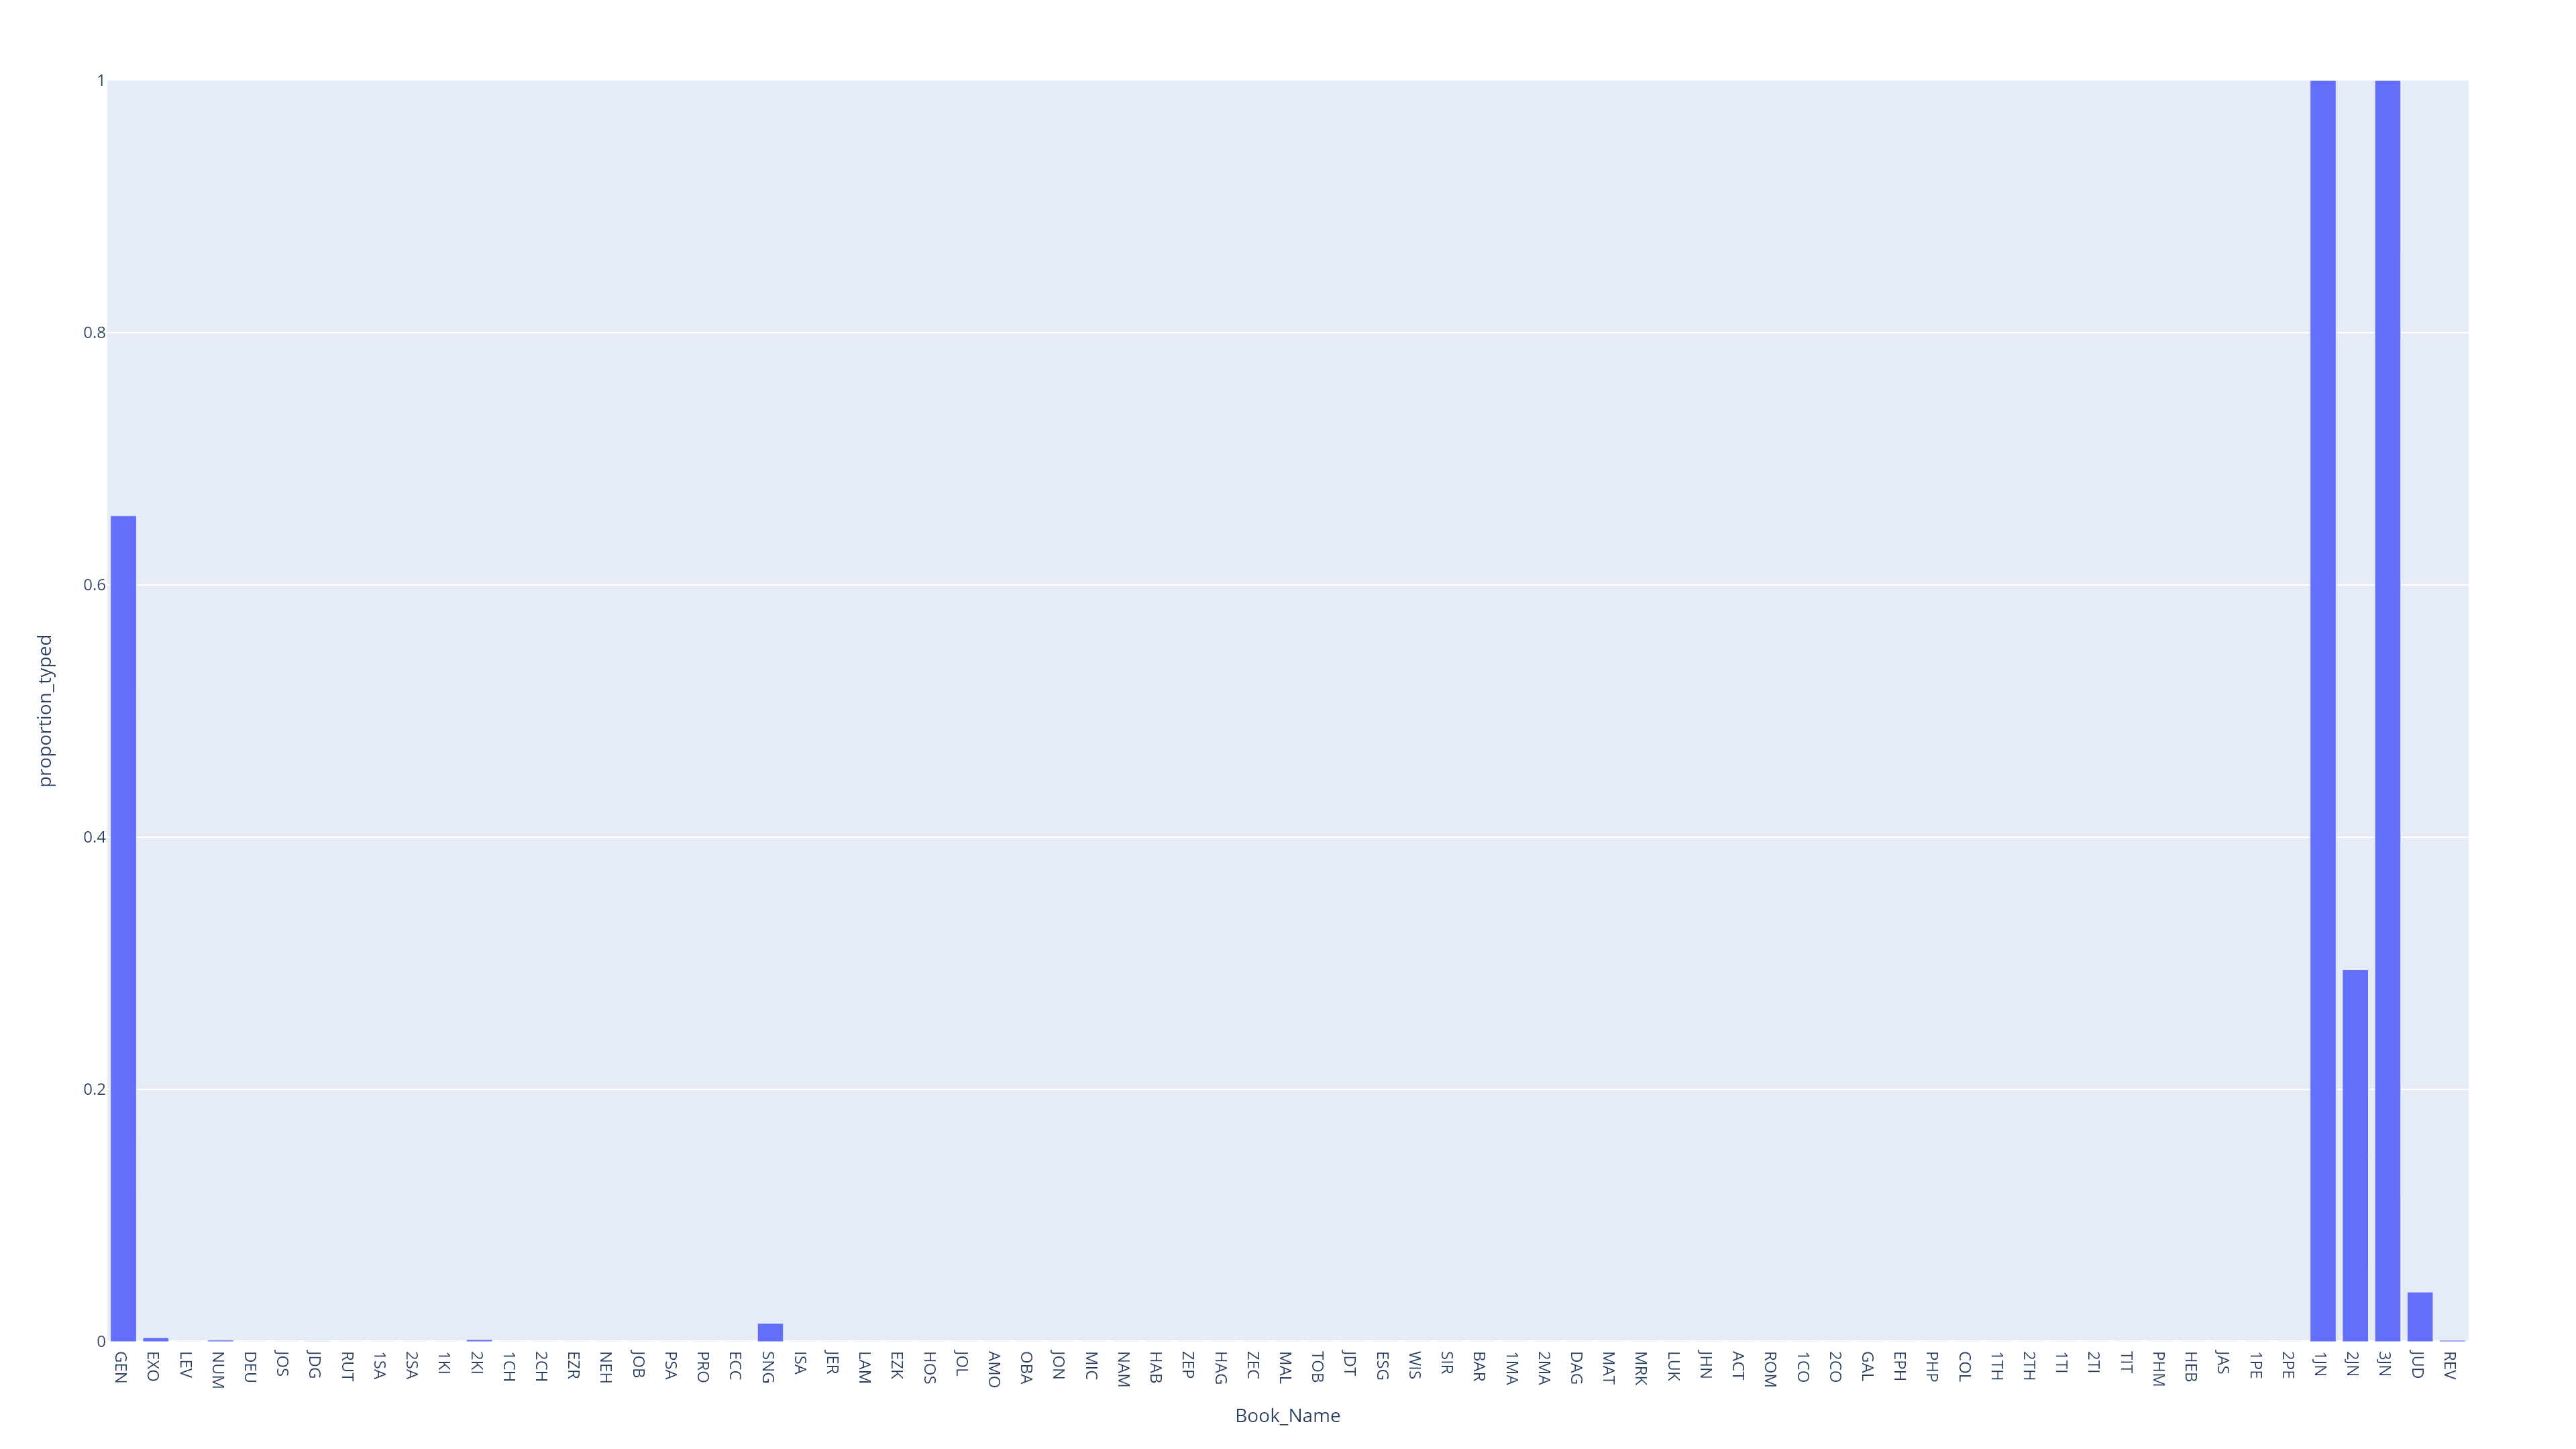 1
0.8
0.6
0.4
0.2
0
proportion_typed
GEN
EXO
LEV
NUM
DEU
JOS
JDG
RUT
1SA
2SA
1KI
2KI
1CH
2CH
EZR
NEH
JOB
PSA
PRO
ECC
SNG
ISA
JER
LAM
EZK
HOS
JOL
AMO
OBA
JON
MIC
NAM
HAB
ZEP
HAG
ZEC
MAL
TOB
JDT
ESG
WIS
SIR
BAR
1MA
2MA
DAG
MAT
MRK
LUK
JHN
ACT
ROM
1CO
2CO
GAL
EPH
PHP
COL
1TH
2TH
1TI
2TI
TIT
PHM
HEB
JAS
1PE
2PE
1JN
2JN
3JN
JUD
REV
Book_Name